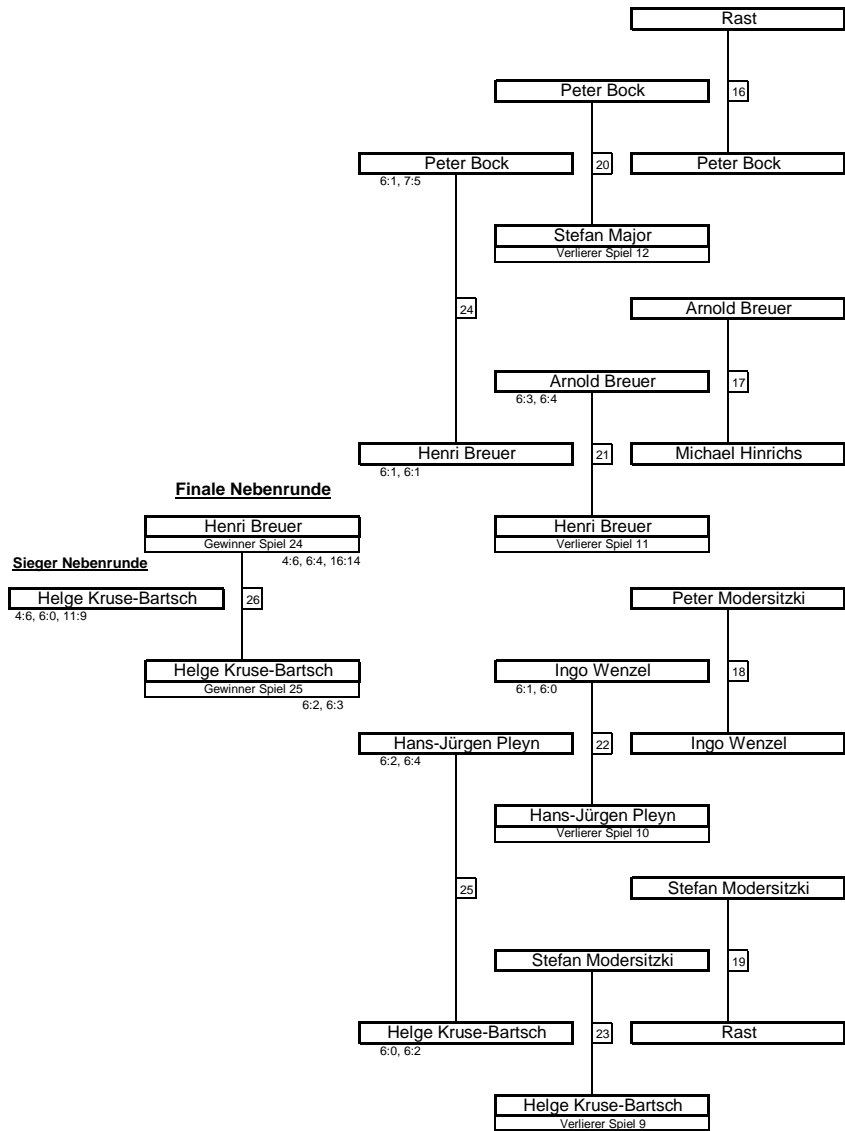 Rast
Peter Bock
16
Peter Bock
20
Peter Bock
6:1, 7:5
Stefan Major
Verlierer Spiel 12
24
Arnold Breuer
Arnold Breuer
17
6:3, 6:4
Henri Breuer
21
Michael Hinrichs
6:1, 6:1
Finale Nebenrunde
Henri Breuer
Henri Breuer
Gewinner Spiel 24
Verlierer Spiel 11
4:6, 6:4, 16:14
Sieger Nebenrunde
Helge Kruse-Bartsch
26
Peter Modersitzki
4:6, 6:0, 11:9
Helge Kruse-Bartsch
Ingo Wenzel
18
Gewinner Spiel 25
6:1, 6:0
6:2, 6:3
Hans-Jürgen Pleyn
22
Ingo Wenzel
6:2, 6:4
Hans-Jürgen Pleyn
Verlierer Spiel 10
25
Stefan Modersitzki
Stefan Modersitzki
19
Helge Kruse-Bartsch
23
Rast
6:0, 6:2
Helge Kruse-Bartsch
Verlierer Spiel 9